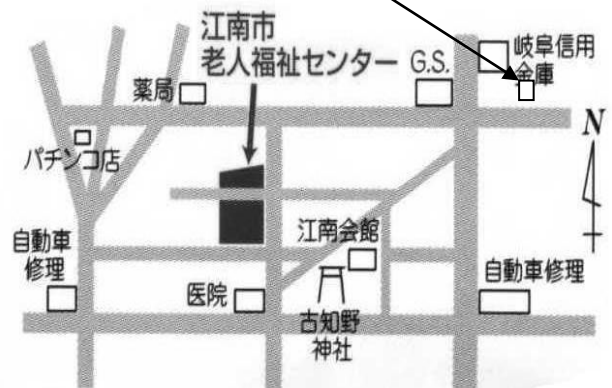 江南市
老人福祉センター
G.S.
岐阜信用
金庫
薬局
パチンコ店
N
自動車
修理
江南会館
医院
古知野
神社
自動車修理